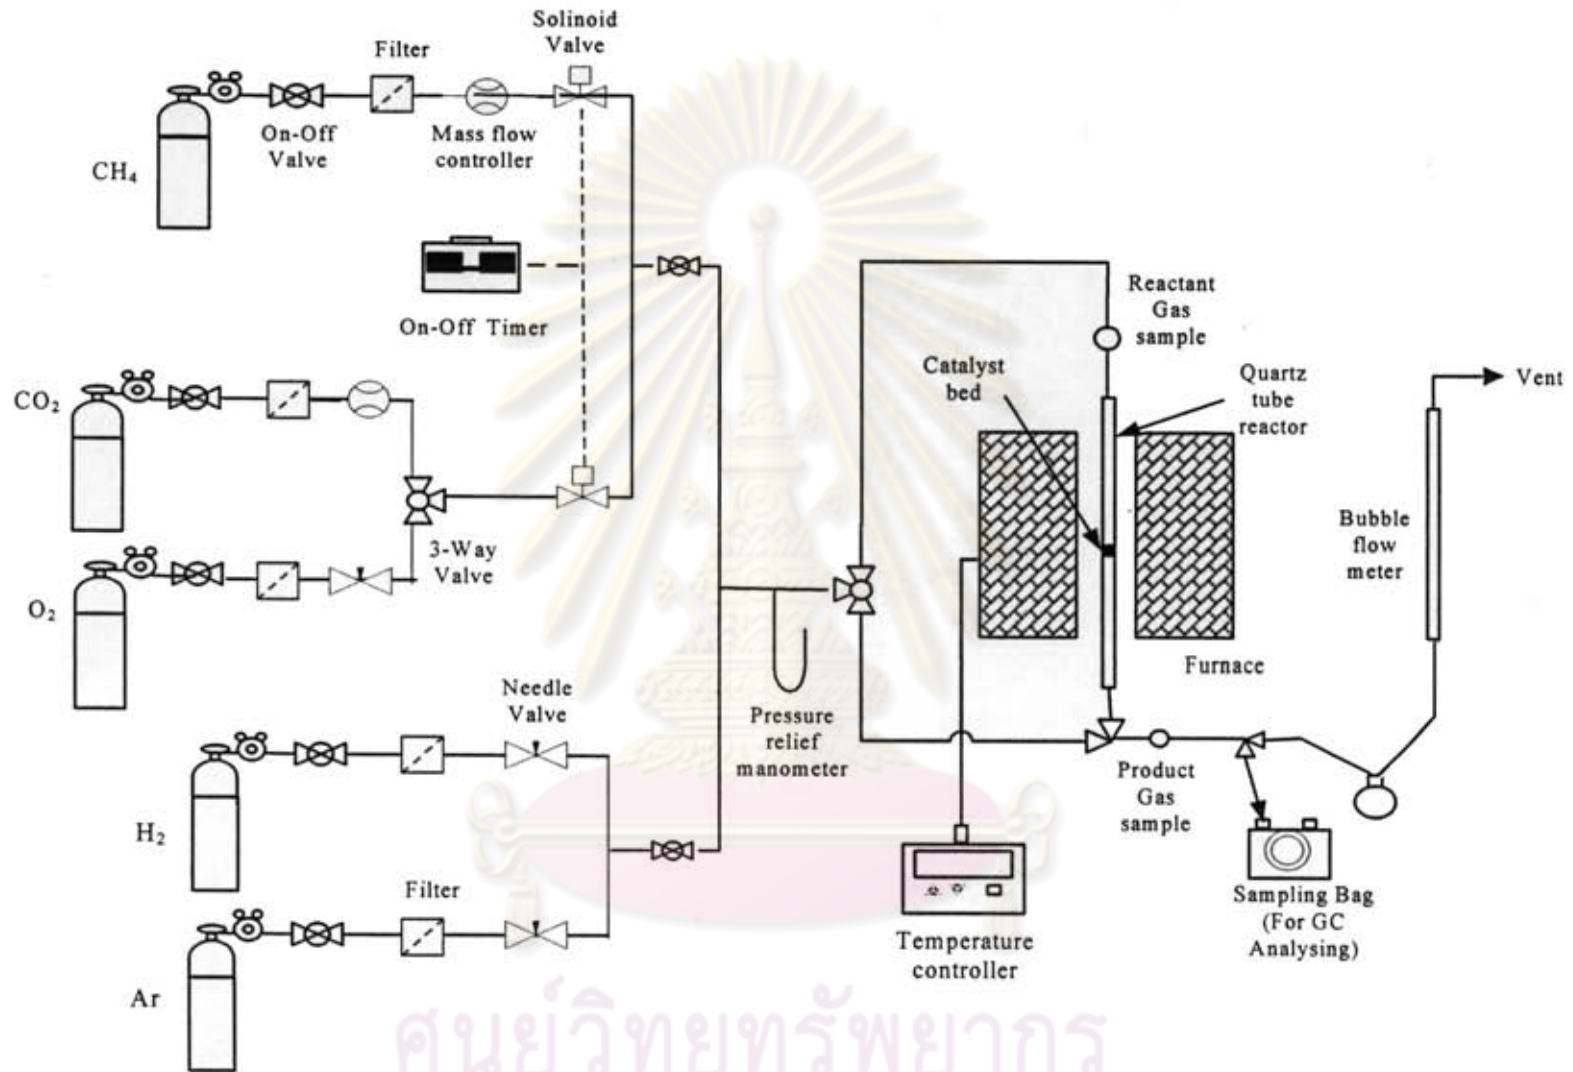 Solinoid
Valve
Filter
On-Off
Valve
Mass flow
controller
CH₄
On-Off Timer
Reactant
Gas
sample
Catalyst
bed
Quartz
tube
reactor
Vent
CO₂
3-Way
Valve
O₂
Bubble
flow
meter
Furnace
Needle
Valve
Pressure
relief
manometer
Product
Gas
sample
H₂
Filter
Sampling Bag
(For GC
Analysing)
Temperature
controller
Ar
ศูนย์วิทยทรัพยากร